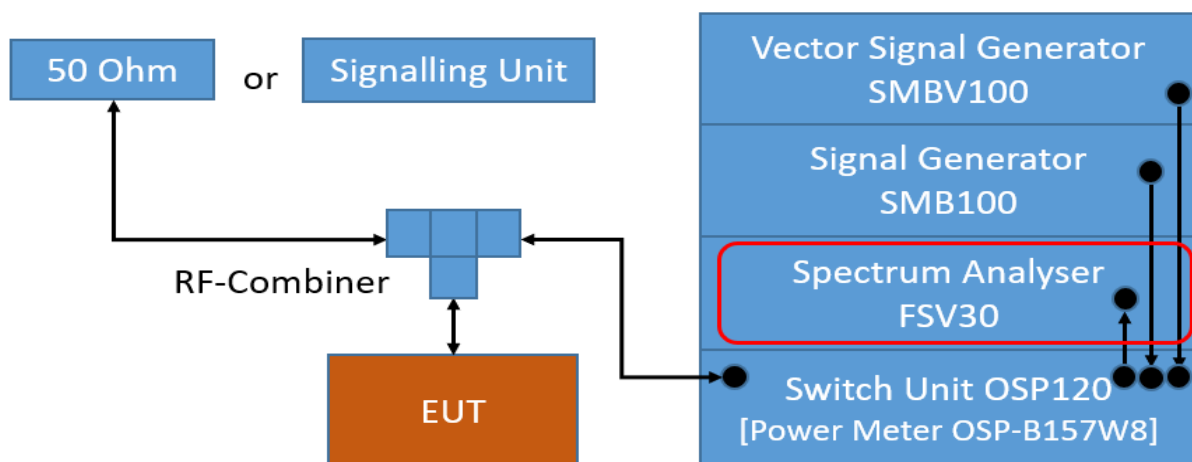 50 Ohm
or
Signalling Unit
RF-Combiner
EUT
Vector Signal Generator
SMBV100
Signal Generator
SMB100
Spectrum Analyser
FSV30
Switch Unit OSP120
[Power Meter OSP-B157W8]